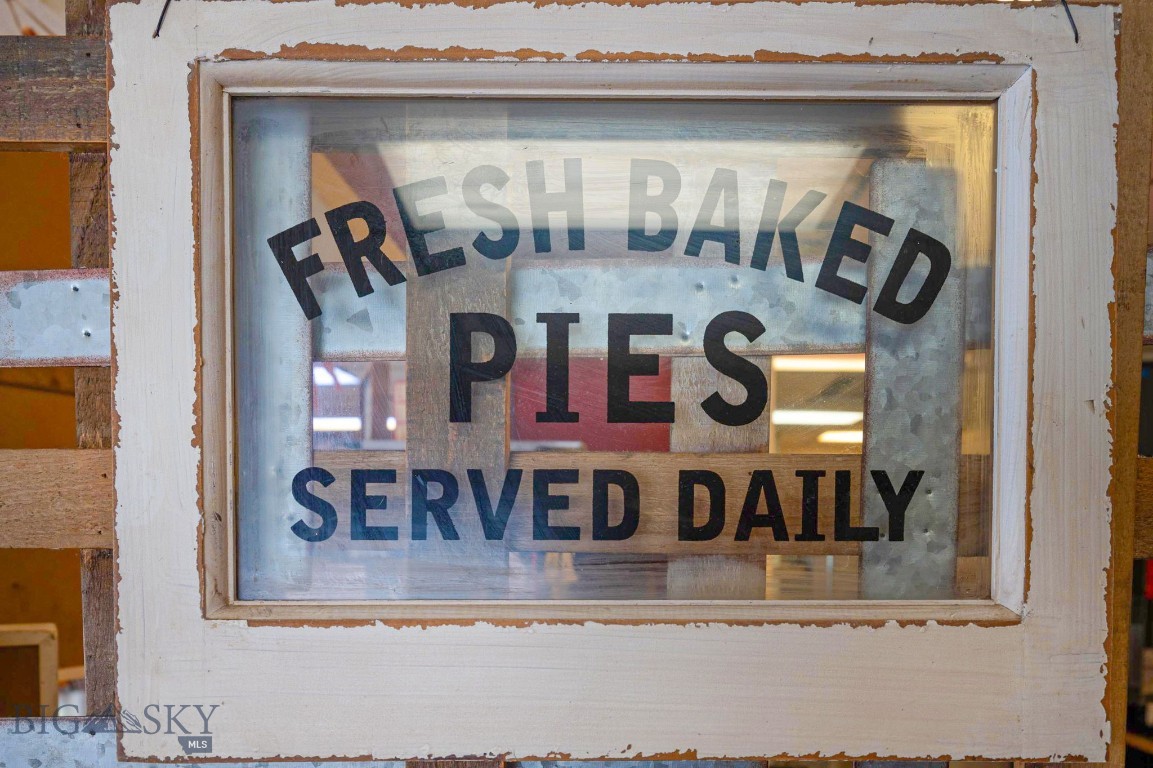 FRESH BAKED
PIES
SERVED DAILY
BIG SKY
MLS